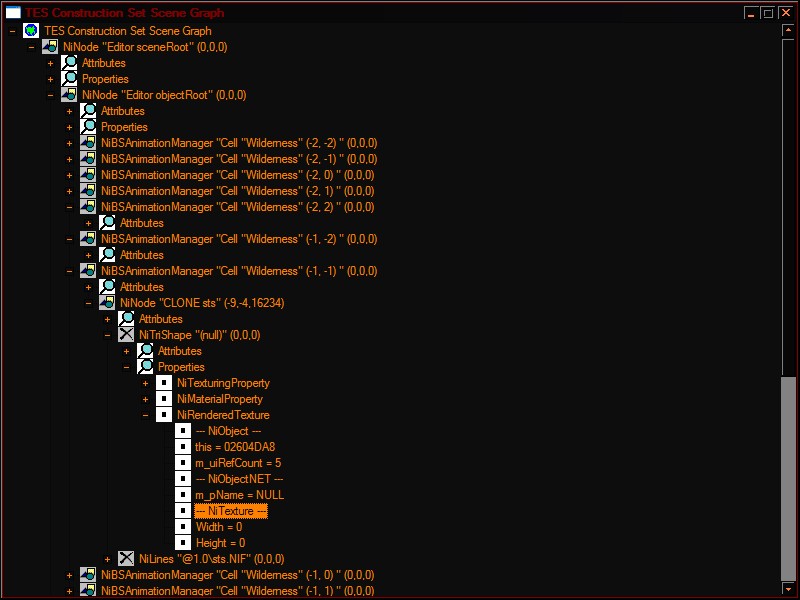 TES Construction Set Scene Graph
TES Construction Set Scene Graph
NiNode "Editor sceneRoot" (0,0,0)
Attributes
Properties
NiNode "Editor objectRoot" (0,0,0)
Attributes
Properties
NiBSAnimationManager "Cell "Wilderness" (-2, -2) " (0,0,0)
NiBSAnimationManager "Cell "Wilderness" (-2, -1) " (0,0,0)
NiBSAnimationManager "Cell "Wilderness" (-2, 0) " (0,0,0)
NiBSAnimationManager "Cell "Wilderness" (-2, 1) " (0,0,0)
NiBSAnimationManager "Cell "Wilderness" (-2, 2) " (0,0,0)
Attributes
NiBSAnimationManager "Cell "Wilderness" (-1, -2) " (0,0,0)
Attributes
NiBSAnimationManager "Cell "Wilderness" (-1, -1) " (0,0,0)
Attributes
NiNode "CLONE sts" (-9,-4,16234)
Attributes
NiTriShape "(null)" (0,0,0)
Attributes
Properties
NiTexturingProperty
NiMaterialProperty
NiRenderedTexture
--- NiObject ---
this = 02604DA8
m_uiRefCount = 5
--- NiObjectNET ---
m_pName = NULL
--- NiTexture ---
Width = 0
Height = 0
NiLines "@1.0\sts.NIF" (0,0,0)
NiBSAnimationManager "Cell "Wilderness" (-1, 0) " (0,0,0)
NiBSAnimationManager "Cell "Wilderness" (-1, 1) " (0,0,0)